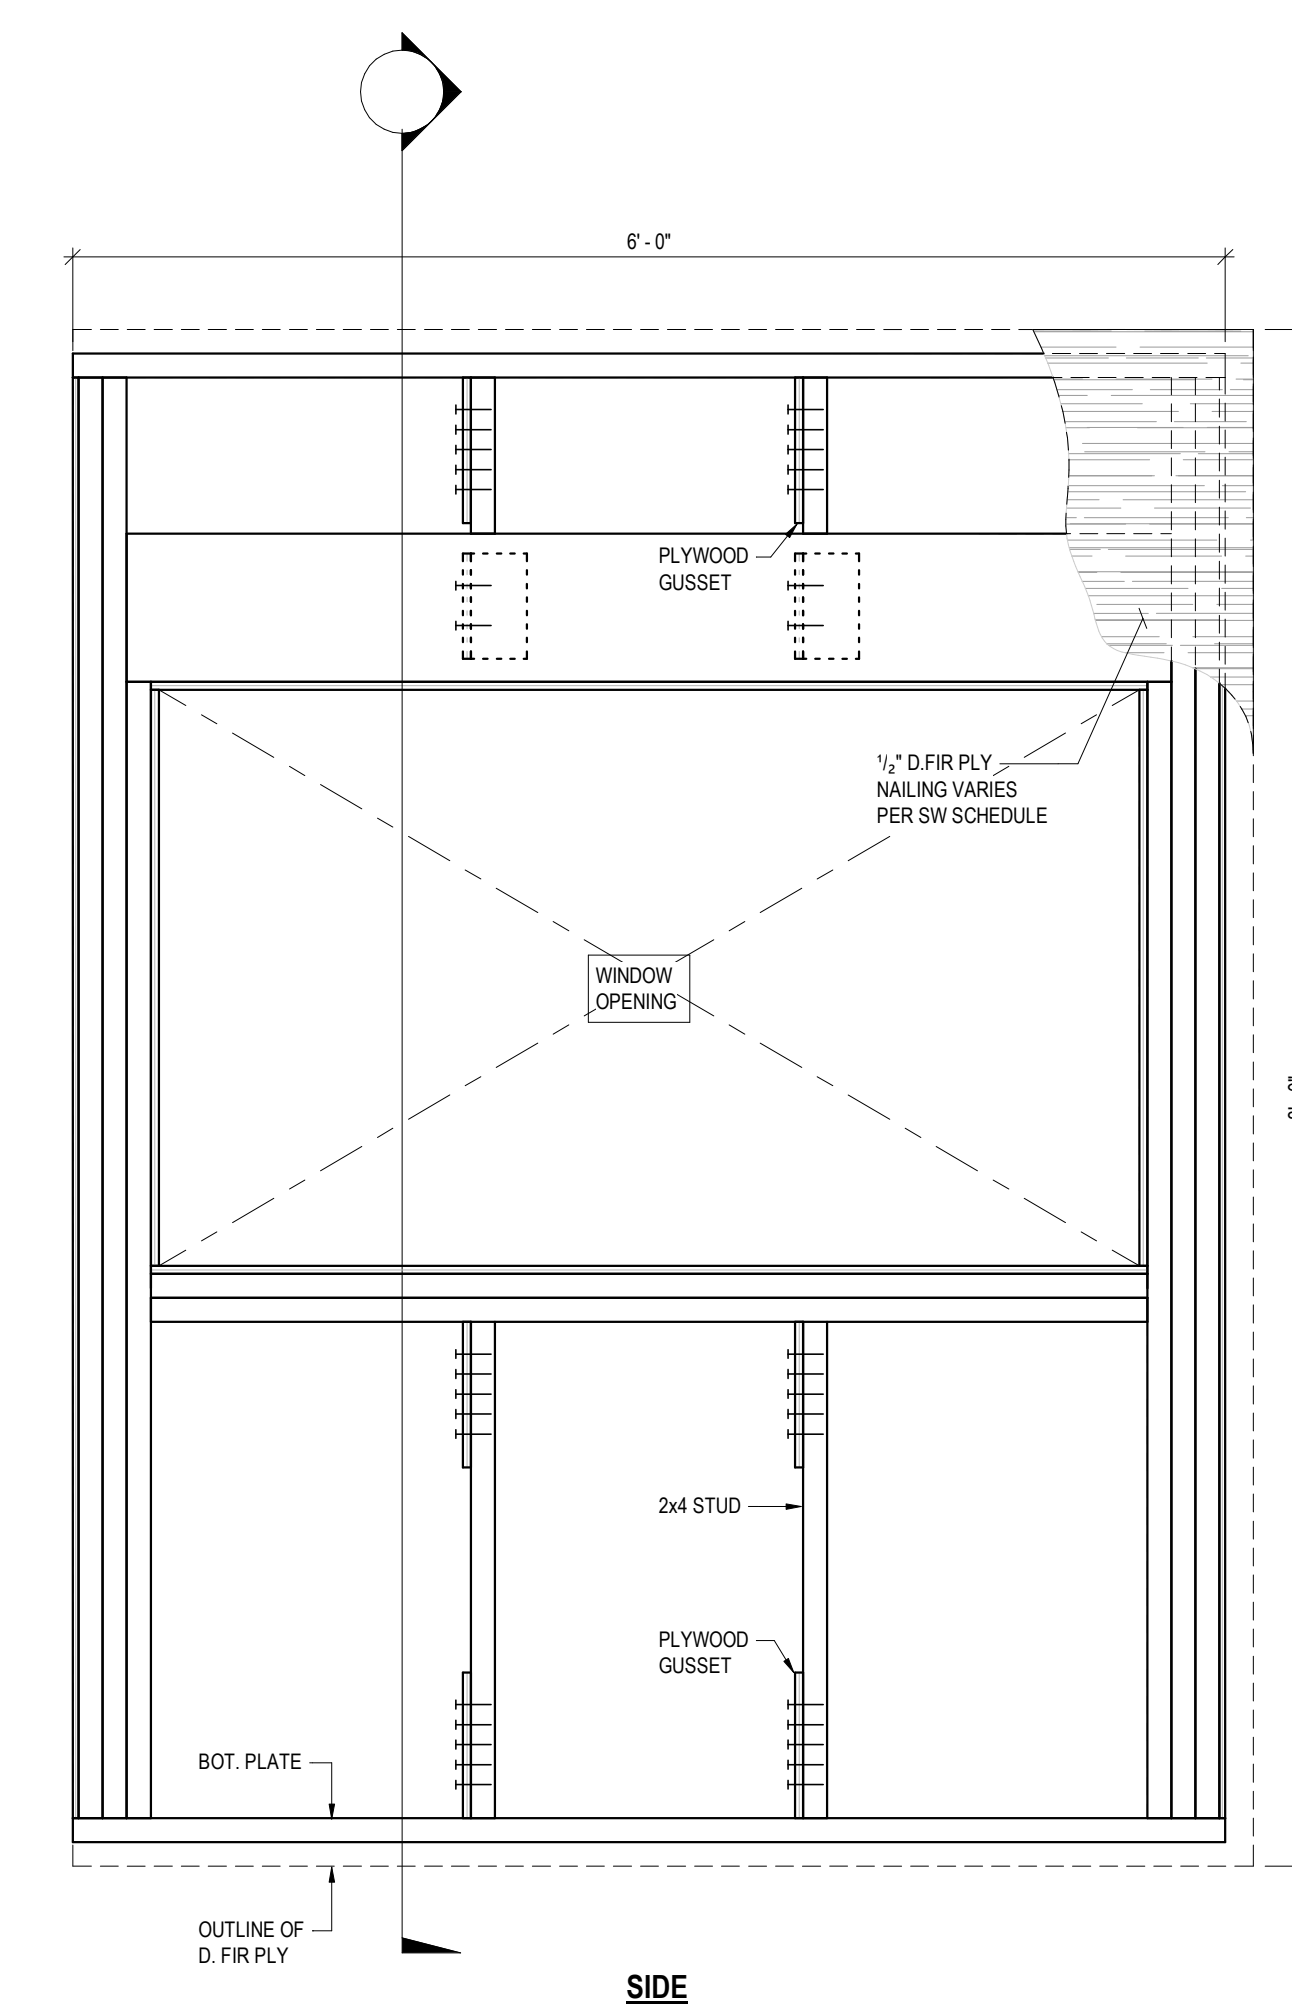 6' - 0"
PLYWOOD
GUSSET
1/2" D.FIR PLY
NAILING VARIES
PER SW SCHEDULE
WINDOW
OPENING
2x4 STUD
PLYWOOD
GUSSET
BOT. PLATE
OUTLINE OF
D. FIR PLY
SIDE